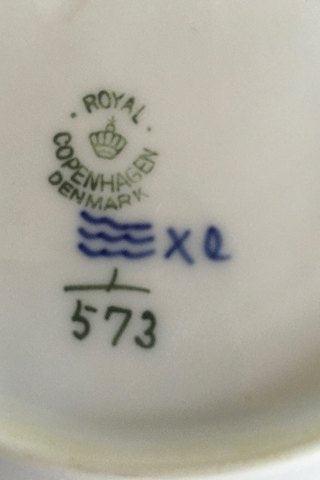 · ROYAL ·
COPENHAGEN
DENMARK
X e
1
573